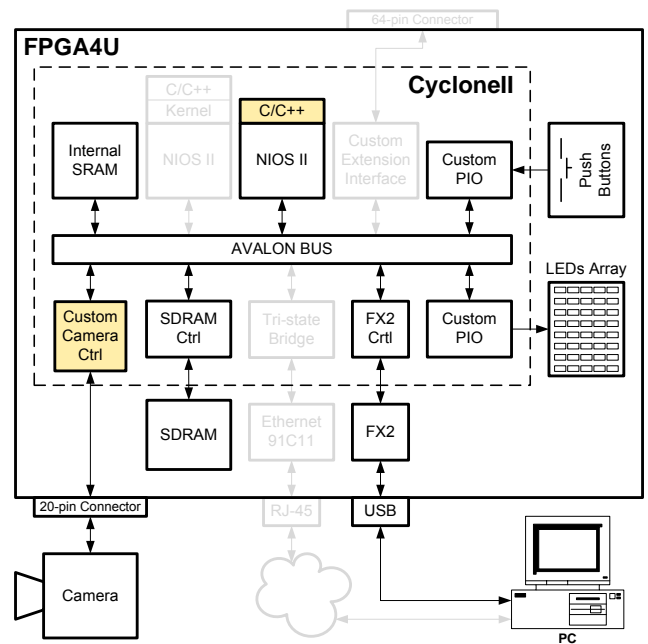 64-pin Connector
FPGA4U
CycloneII
C/C++
Kernel
NIOS II
C/C++
NIOS II
Internal
SRAM
Custom
Extension
Interface
Custom
PIO
Push
Buttons
AVALON BUS
LEDs Array
Custom
Camera
Ctrl
SDRAM
Ctrl
Tri-state
Bridge
FX2
Crtl
Custom
PIO
SDRAM
Ethernet
91C11
FX2
20-pin Connector
RJ-45
USB
Camera
PC